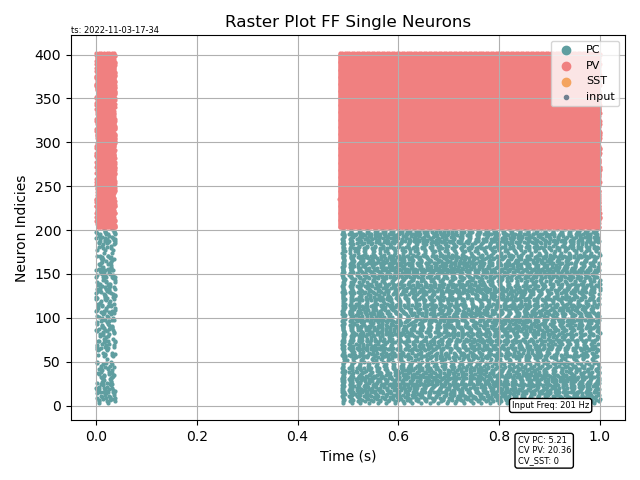 Raster Plot FF Single Neurons
ts: 2022-11-03-17-34
PC
PV
SST
input
Neuron Indicies
400
350
300
250
200
150
100
50
0
Input Freq: 201 Hz
0.0 0.2 0.4 0.6 0.8 1.0
Time (s)
CV PC: 5.21
CV PV: 20.36
CV_SST: 0